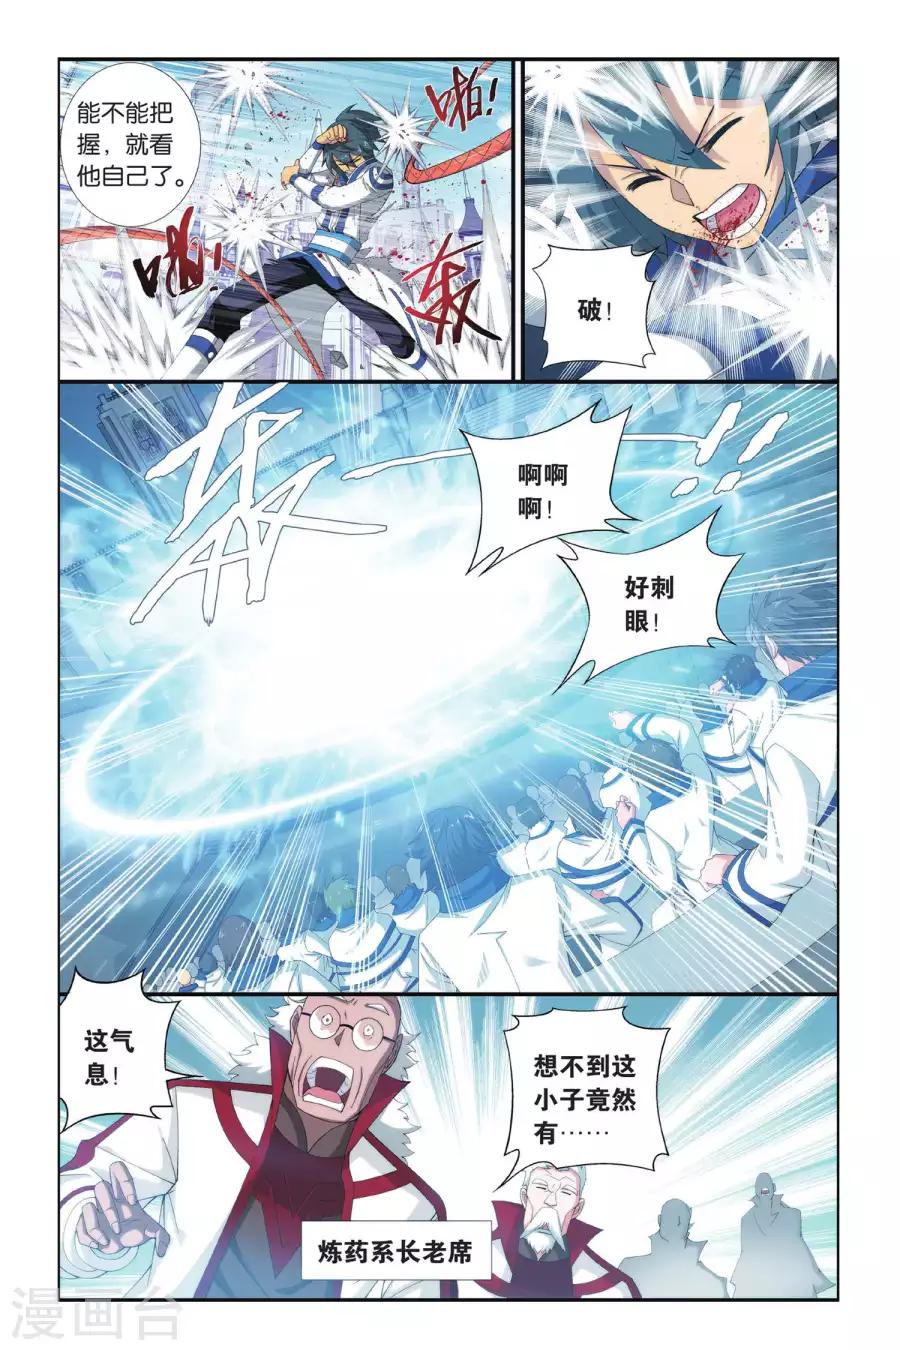 能不能把
握，就看
他自己了。
啪！
啪！
轰
破！
轰
啊啊
啊！
好刺
眼！
这气
息！
想不到这
小子竟然
有……
炼药系长老席
漫画台